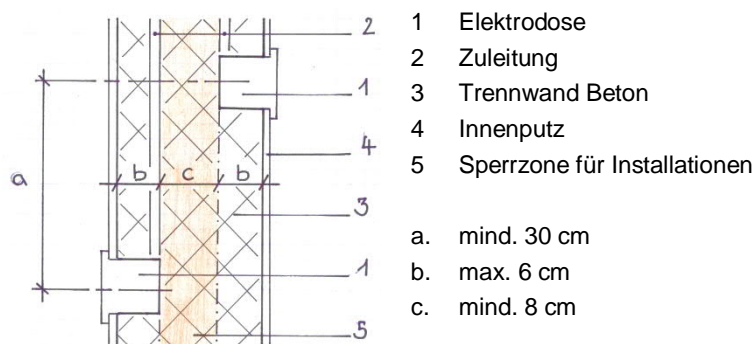 2
1
4
3
1
5
a
b c b
1 Elektrodose
2 Zuleitung
3 Trennwand Beton
4 Innenputz
5 Sperrzone für Installationen
a. mind. 30 cm
b. max. 6 cm
c. mind. 8 cm